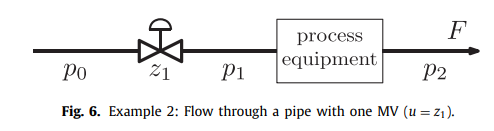 process
equipment
F
p₀ z₁ p₁ p₂
Fig. 6. Example 2: Flow through a pipe with one MV (u = z₁).